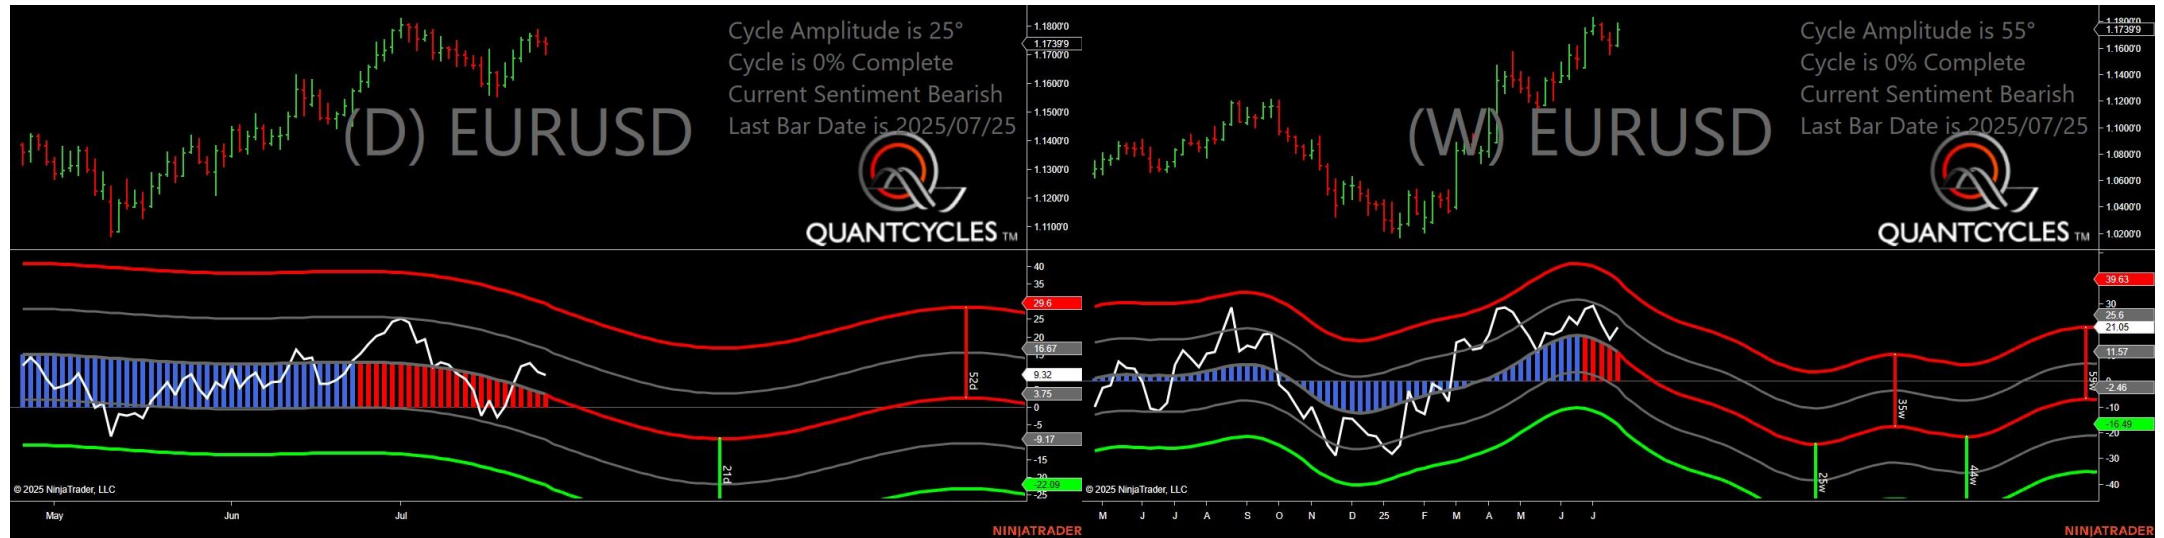 Cycle Amplitude is 25°
Cycle is 0% Complete
Current Sentiment Bearish
Last Bar Date is 2025/07/25
(D) EURUSD
QUANTCYCLES TM
1.1800'0
1.1739'9
1.1700'0
1.1600'0
1.1500'0
1.1400'0
1.1300'0
1.1200'0
1.1100'0
40
35
29.6
25
20
16.67
9.32
3.75
0
-5
-9.17
-15
-22.09
-25
52d
21d
© 2025 NinjaTrader, LLC
May Jun Jul
NINJATRADER
Cycle Amplitude is 55°
Cycle is 0% Complete
Current Sentiment Bearish
Last Bar Date is 2025/07/25
(W) EURUSD
QUANTCYCLES TM
1.1800'0
1.1739'9
1.1600'0
1.1400'0
1.1200'0
1.1000'0
1.0800'0
1.0600'0
1.0400'0
1.0200'0
39.63
30
25.6
21.05
11.57
-2.46
-10
-16.49
-20
-30
-40
35w
59w
25w
44w
© 2025 NinjaTrader, LLC
M J J A S O N D 25 F M A M J J
NINJATRADER